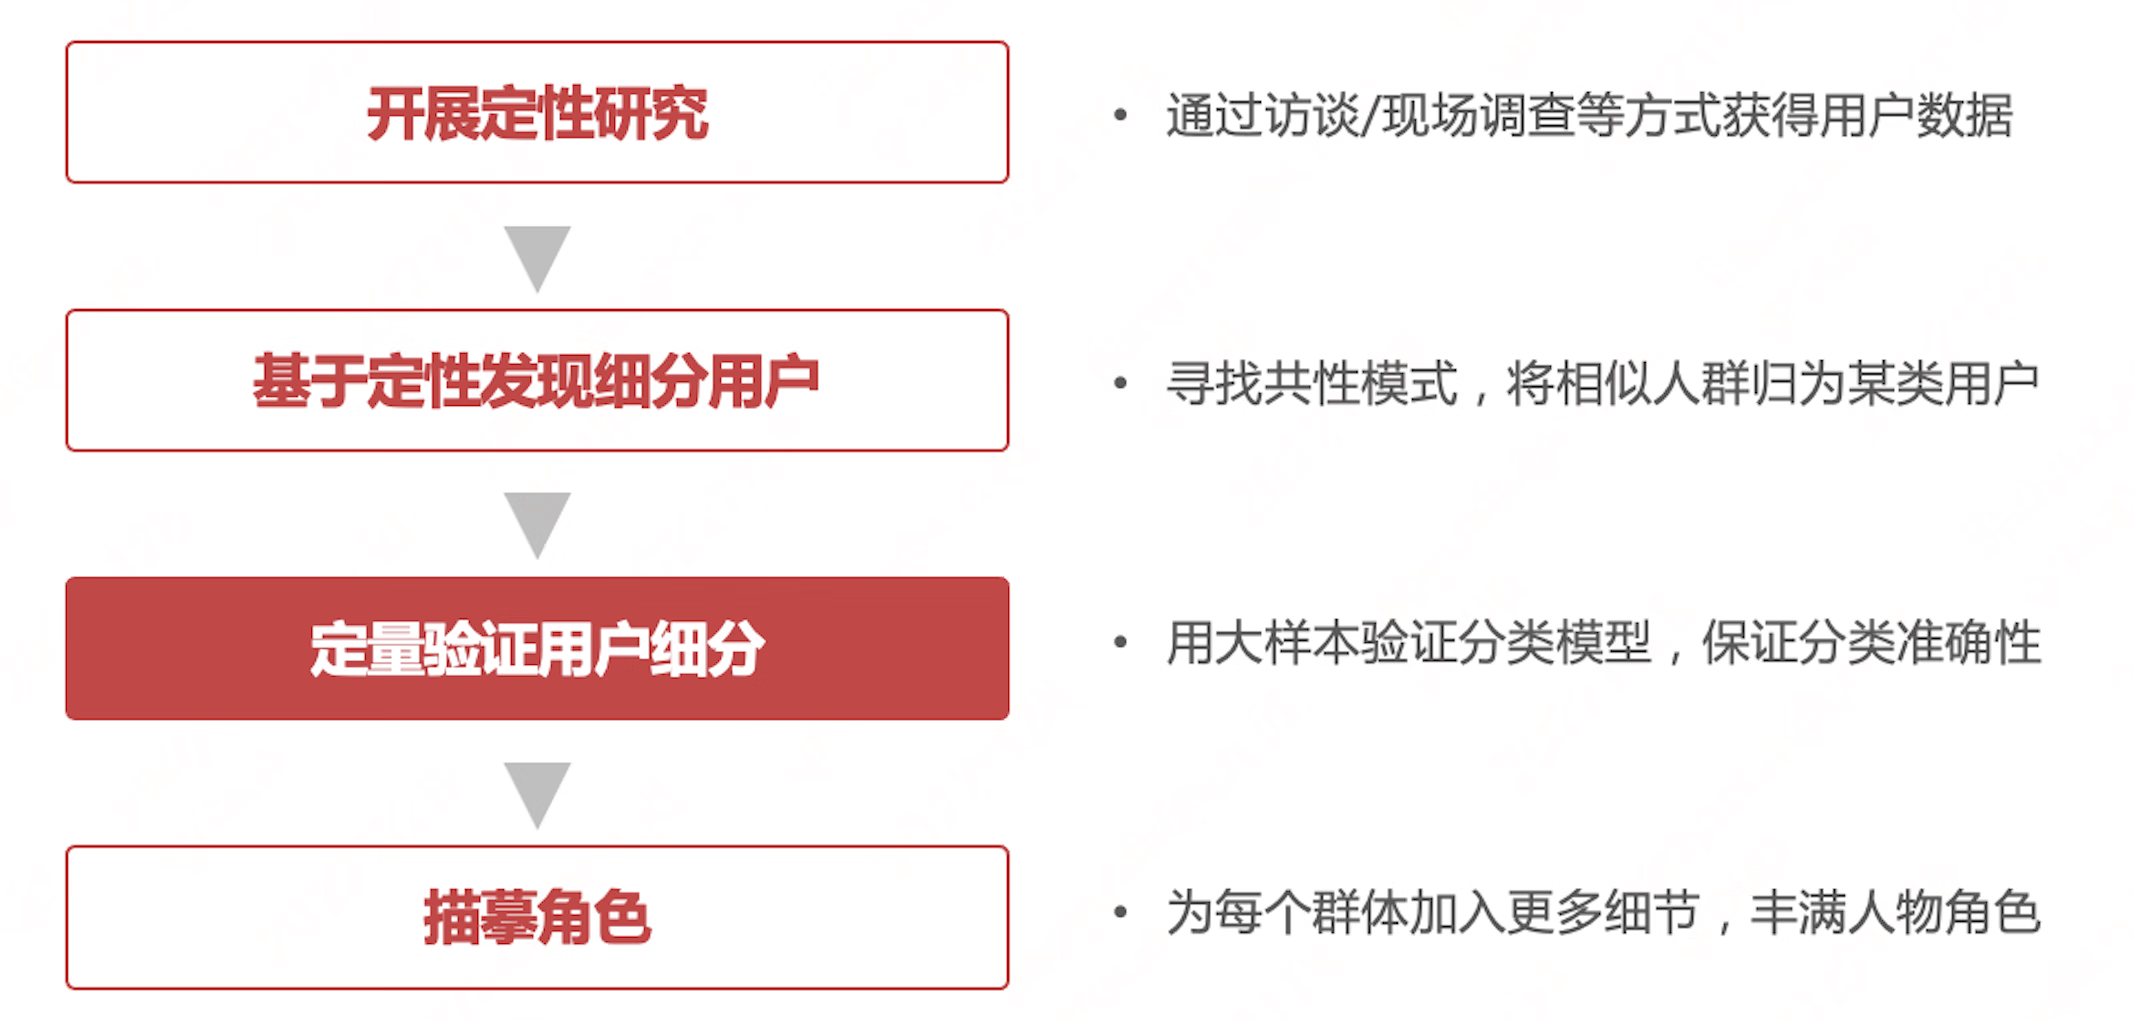 开展定性研究
• 通过访谈/现场调查等方式获得用户数据
基于定性发现细分用户
• 寻找共性模式，将相似人群归为某类用户
定量验证用户细分
• 用大样本验证分类模型，保证分类准确性
描摹角色
• 为每个群体加入更多细节，丰满人物角色